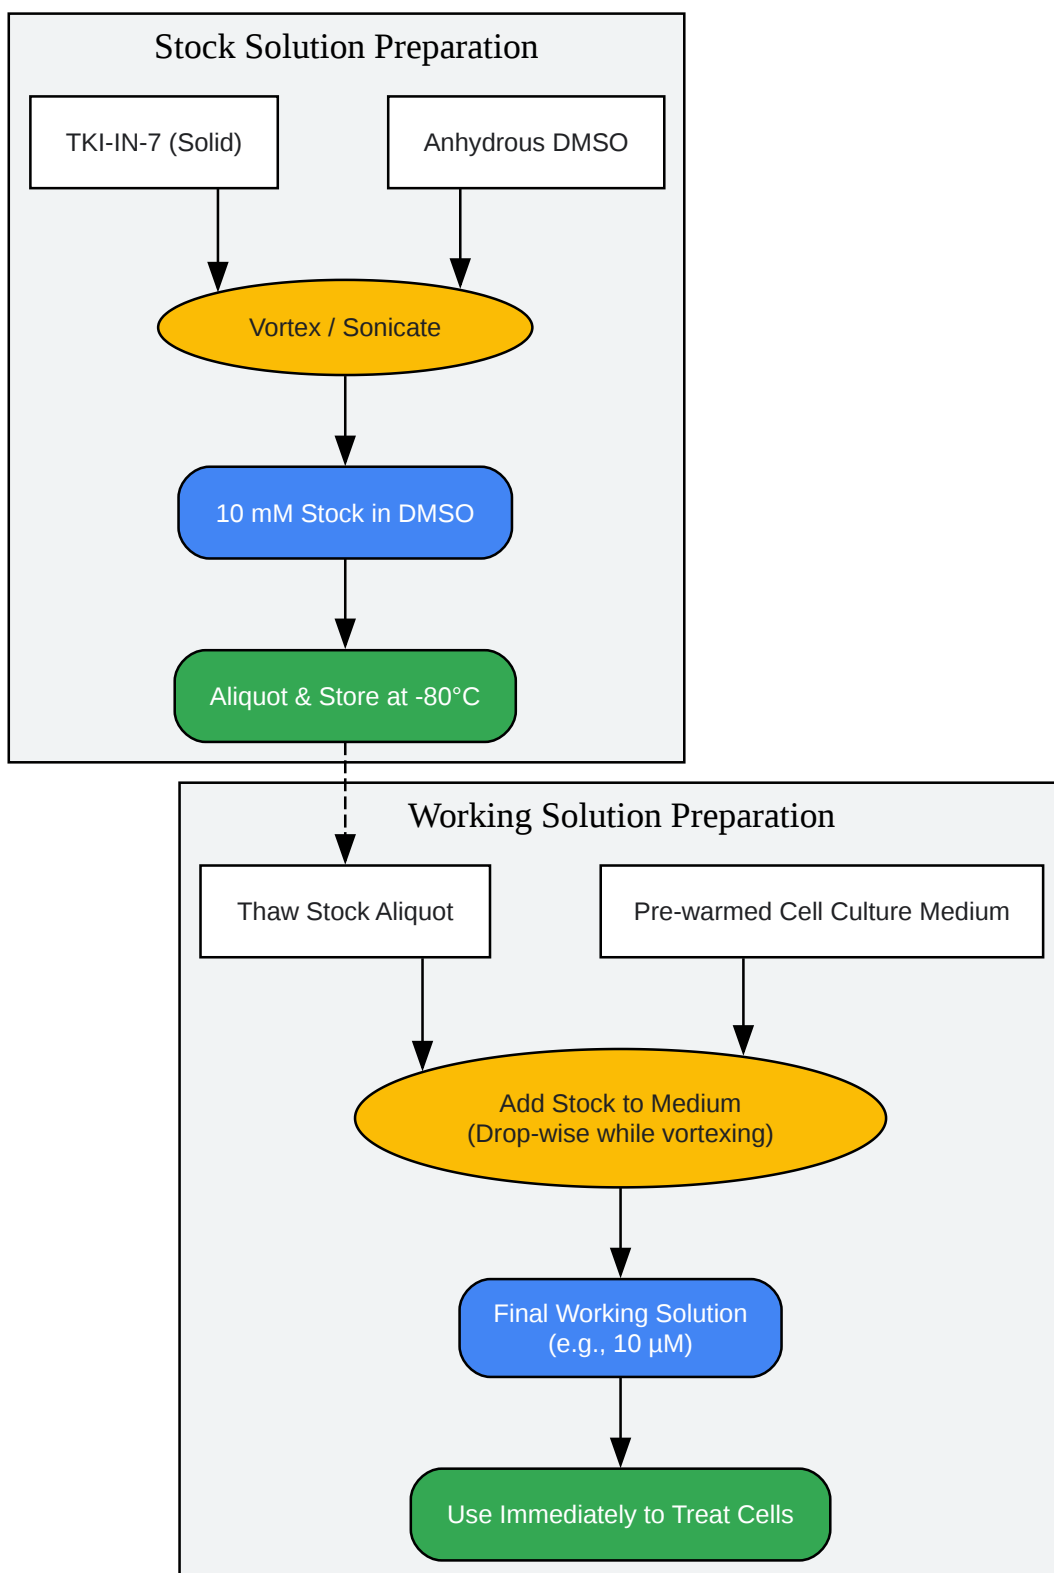 Stock Solution Preparation
TKI-IN-7 (Solid)
Anhydrous DMSO
Vortex / Sonicate
10 mM Stock in DMSO
Aliquot & Store at -80°C
Working Solution Preparation
Thaw Stock Aliquot
Pre-warmed Cell Culture Medium
Add Stock to Medium
(Drop-wise while vortexing)
Final Working Solution
(e.g., 10 µM)
Use Immediately to Treat Cells